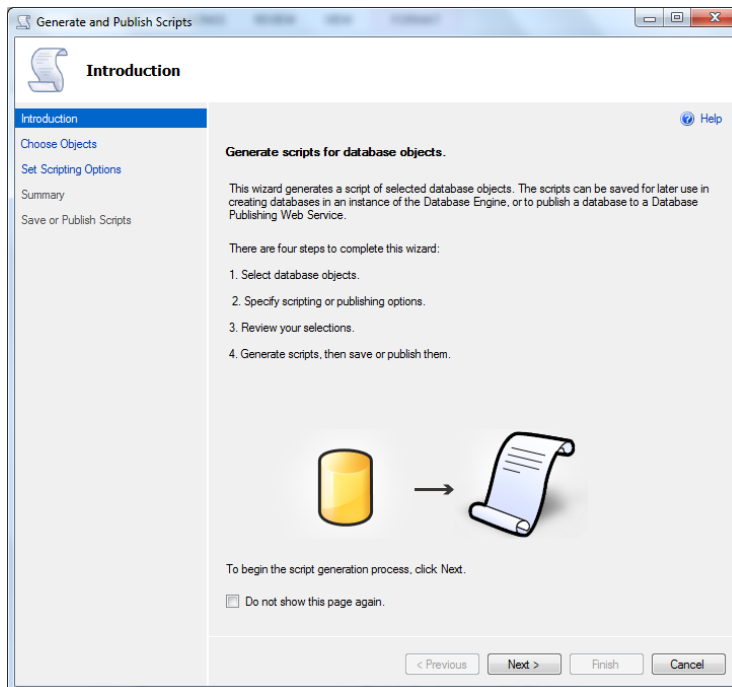 Generate and Publish Scripts
Introduction
Introduction
Help
Choose Objects
Generate scripts for database objects.
Set Scripting Options
This wizard generates a script of selected database objects. The scripts can be saved for later use in
Summary
creating databases in an instance of the Database Engine, or to publish a database to a Database
Publishing Web Service.
Save or Publish Scripts
There are four steps to complete this wizard:
1. Select database objects.
2. Specify scripting or publishing options.
3. Review your selections.
4. Generate scripts, then save or publish them.
To begin the script generation process, click Next.
Do not show this page again.
< Previous
Next >
Finish
Cancel